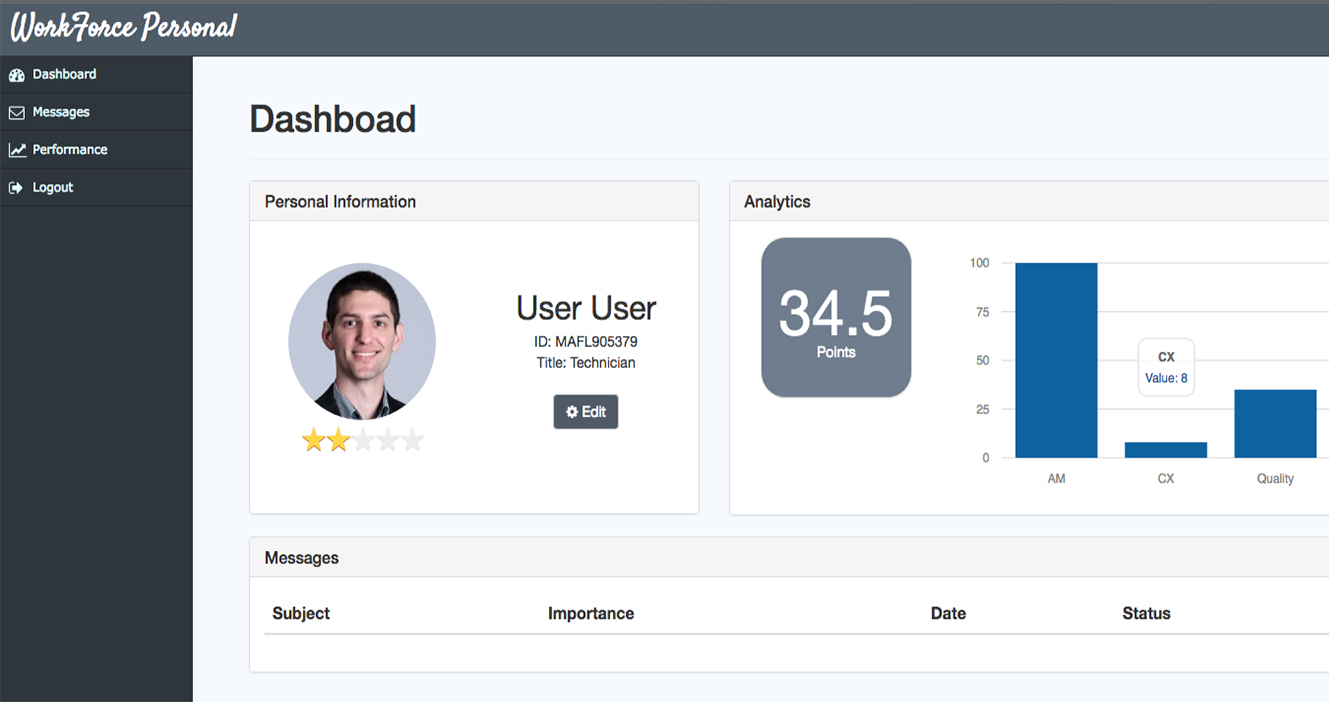 WorkForce Personal
Dashboard
Messages
Performance
Logout
Dashboad
Personal Information
User User
ID: MAFL905379
Title: Technician
Edit
Analytics
34.5
Points
100
75
50
25
0
CX
Value: 8
AM CX Quality
Messages
Subject Importance Date Status